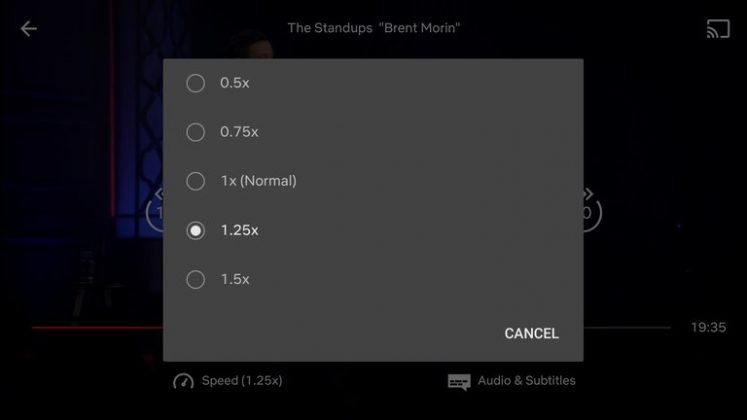 The Standups "Brent Morin"
0.5x
0.75x
1x (Normal)
1.25x
1.5x
CANCEL
19:35
Speed (1.25x)
Audio & Subtitles